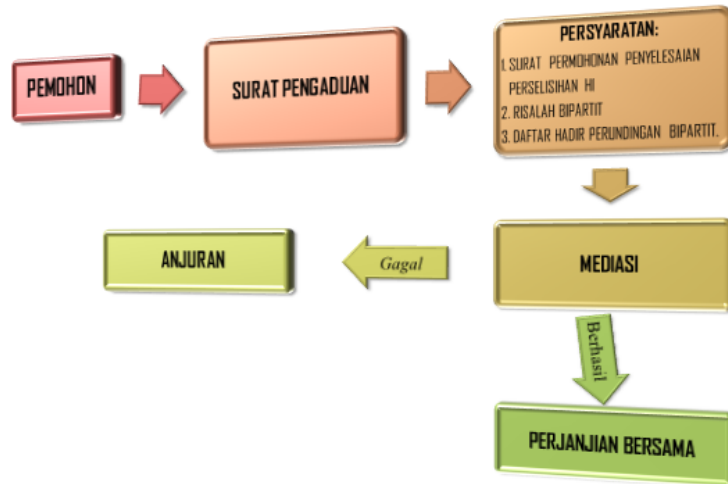 PEMOHON
SURAT PENGADUAN
PERSYARATAN:
1. SURAT PERMOHONAN PENYELESAIAN
PERSELISIHAN HI
2. RISALAH BIPARTIT
3. DAFTAR HADIR PERUNDINGAN BIPARTIT.
MEDIASI
Gagal
ANJURAN
Berhasil
PERJANJIAN BERSAMA